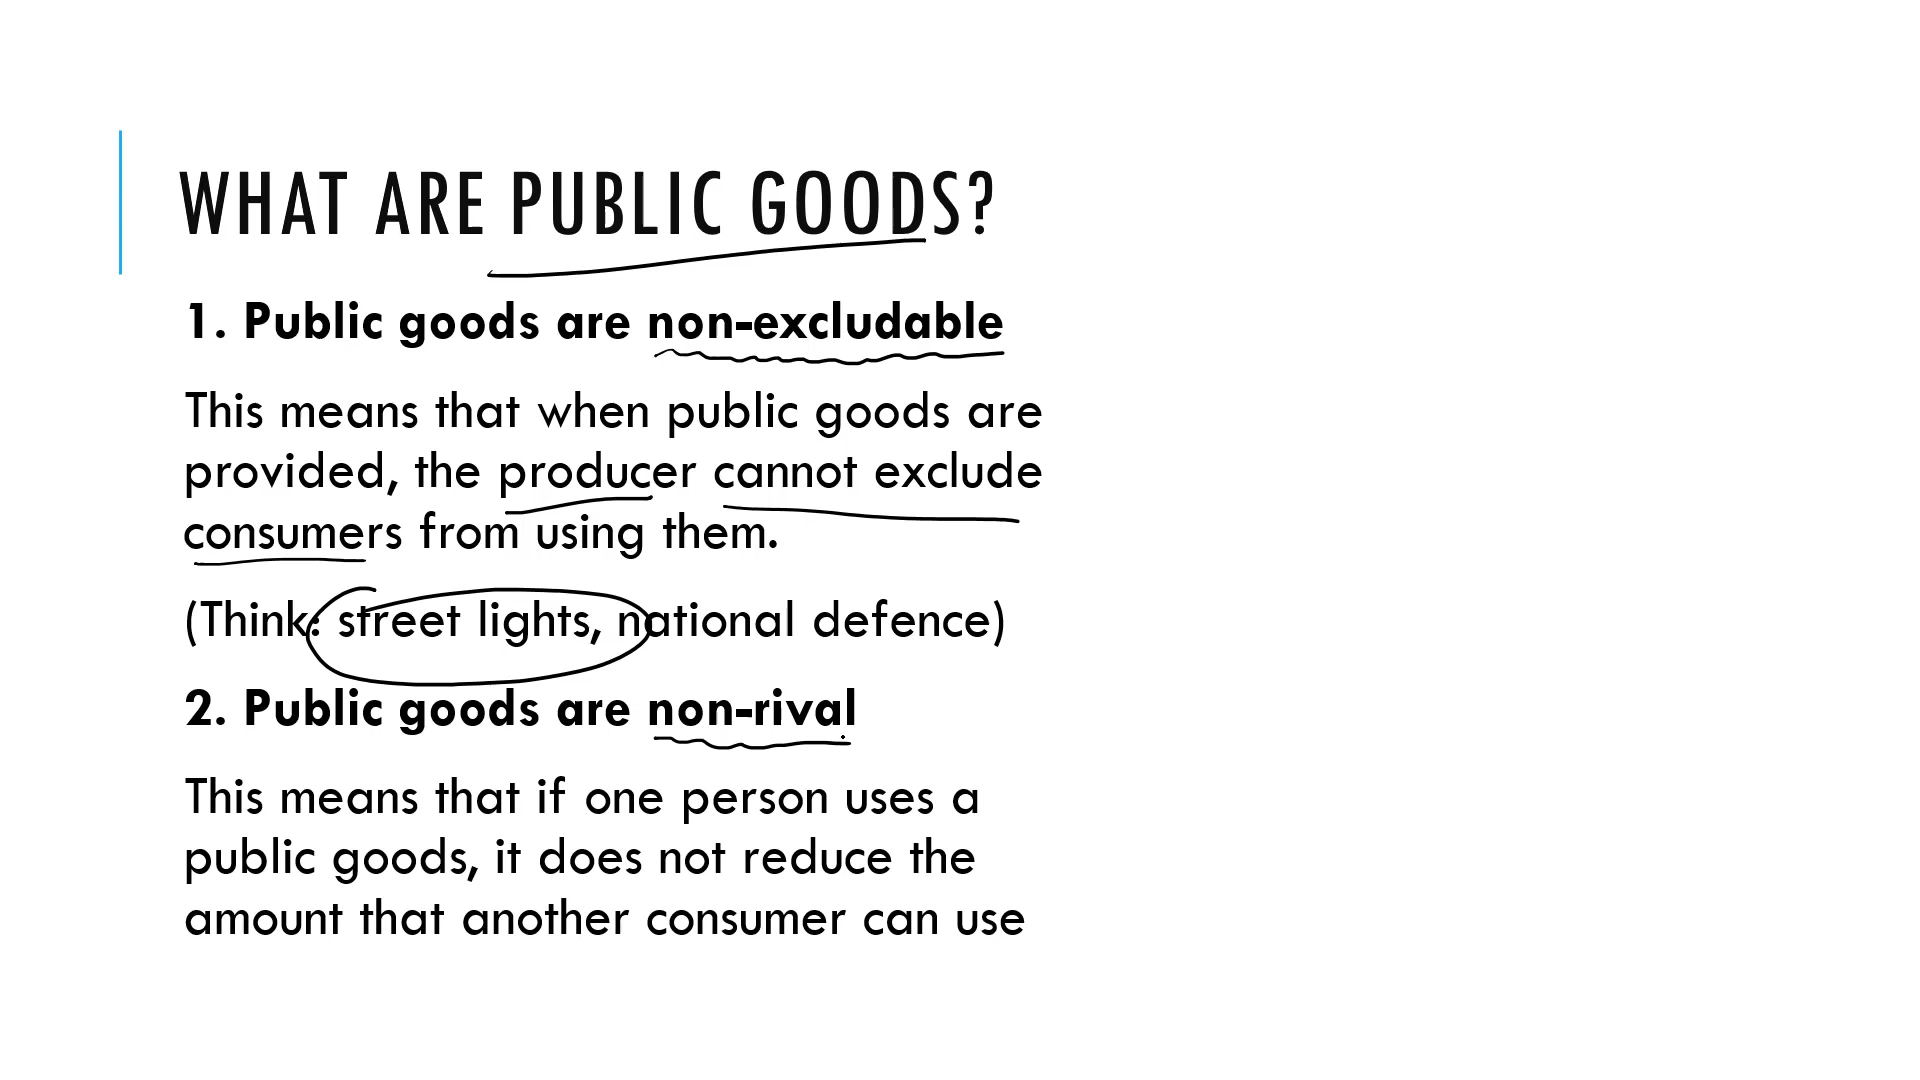 WHAT ARE PUBLIC GOODS?
1. Public goods are non-excludable
This means that when public goods are
provided, the producer cannot exclude
consumers from using them.
(Think: street lights, national defence)
2. Public goods are non-rival
This means that if one person uses a
public goods, it does not reduce the
amount that another consumer can use